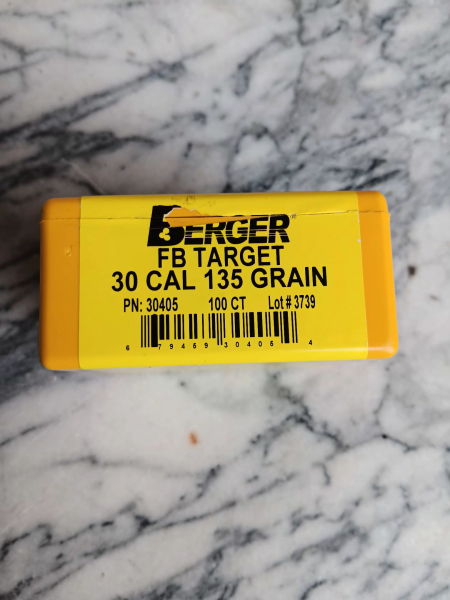 BERGER®
FB TARGET
30 CAL 135 GRAIN
PN: 30405 100 CT Lot # 3739
6 79459 30405 4